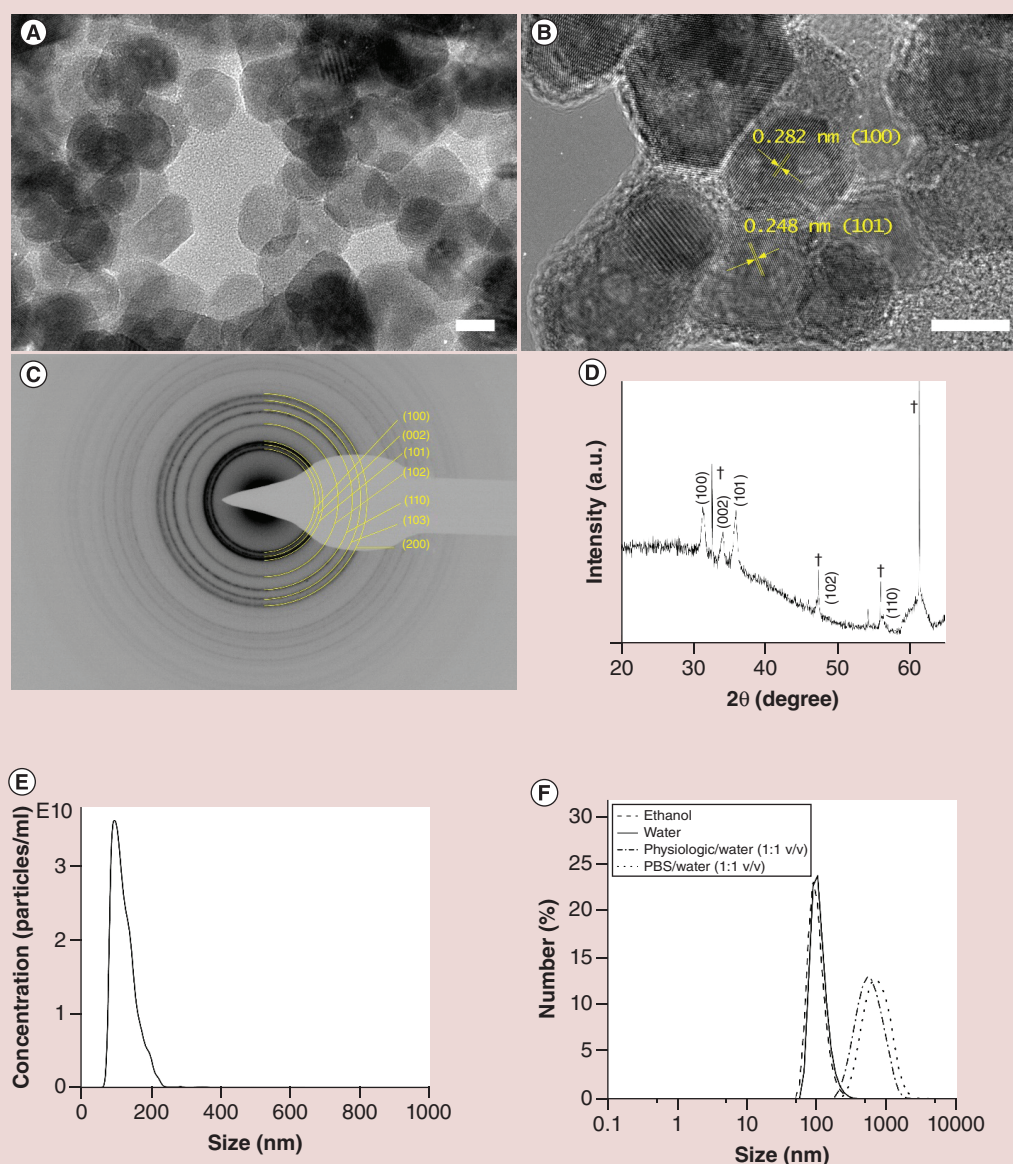 A
B
0.282 nm (100)
0.248 nm (101)
C
(100)
(002)
(101)
(102)
(110)
(103)
(200)
D
Intensity (a.u.)
†
(100)
(002)
(101)
†
(102)
†
(110)
†
20 30 40 50 60
2θ (degree)
E
E10
3
2
1
0
Concentration (particles/ml)
0 200 400 600 800 1000
Size (nm)
F
Ethanol
Water
Physiologic/water (1:1 v/v)
PBS/water (1:1 v/v)
30
25
20
15
10
5
0
Number (%)
0.1 1 10 100 1000 10000
Size (nm)